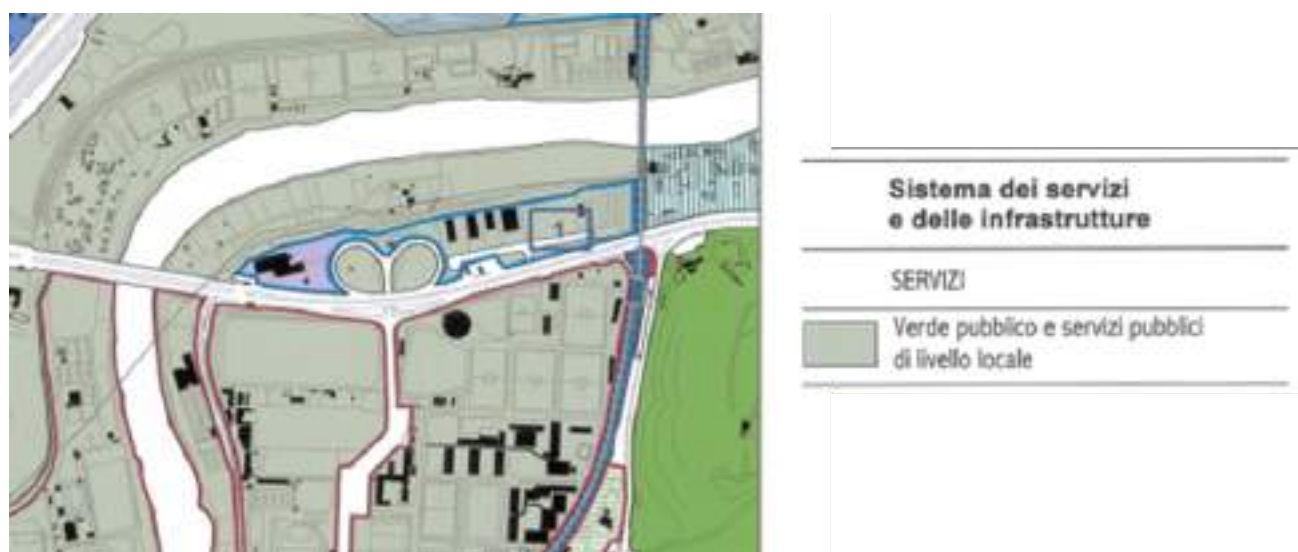 Sistema dei servizi
e delle infrastrutture
SERVIZI
Verde pubblico e servizi pubblici
di livello locale